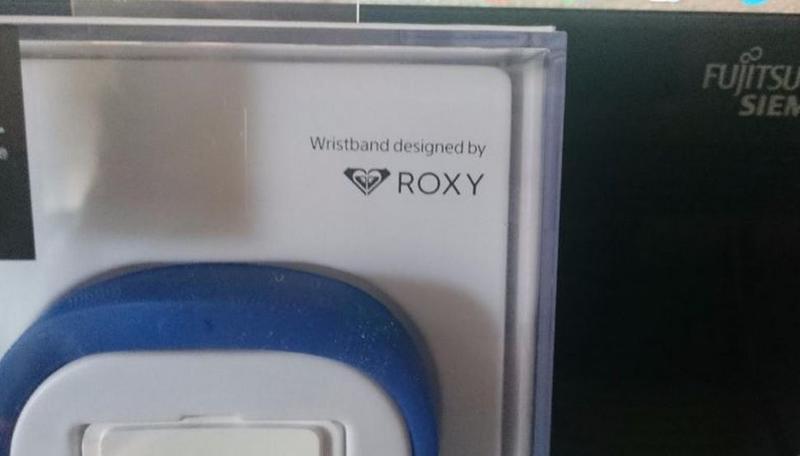 Wristband designed by
ROXY
FUJITSU
SIEM